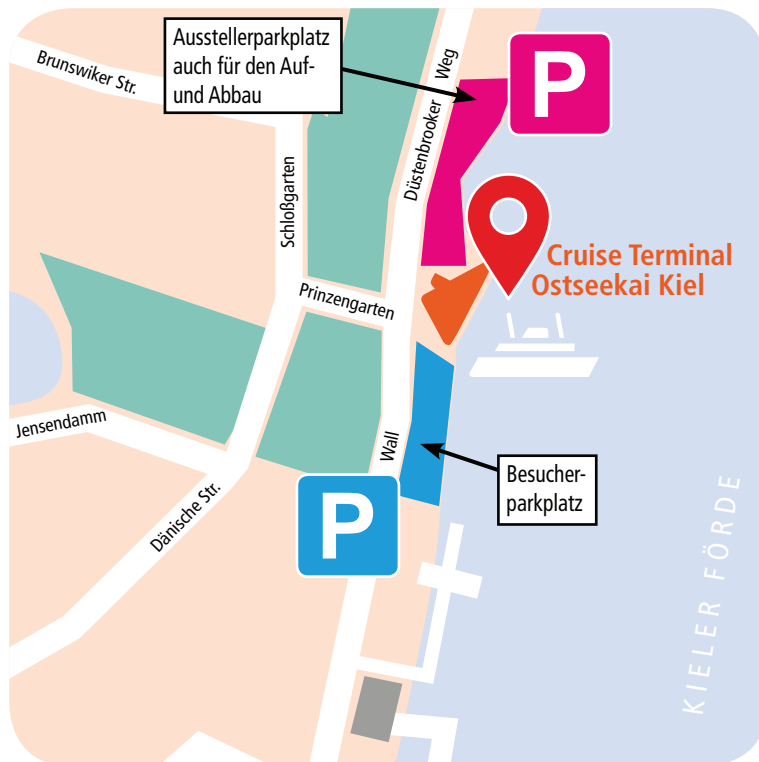 Ausstellerparkplatz
auch für den Auf-
und Abbau
P
Brunswiker Str.
Düstenbrooker Weg
Schloßgarten
Cruise Terminal
Ostseekai Kiel
Prinzengarten
Jensendamm
Wall
Besucher-
parkplatz
Dänische Str.
P
KIELER FÖRDE